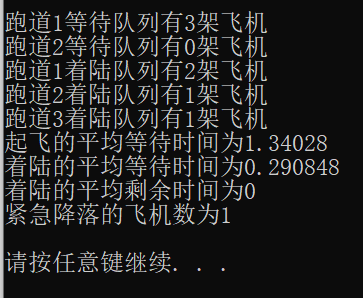 跑道1等待队列有3架飞机
跑道2等待队列有0架飞机
跑道1着陆队列有2架飞机
跑道2着陆队列有1架飞机
跑道3着陆队列有1架飞机
起飞的平均等待时间为1.34028
着陆的平均等待时间为0.290848
着陆的平均剩余时间为0
紧急降落的飞机数为1
请按任意键继续. . .